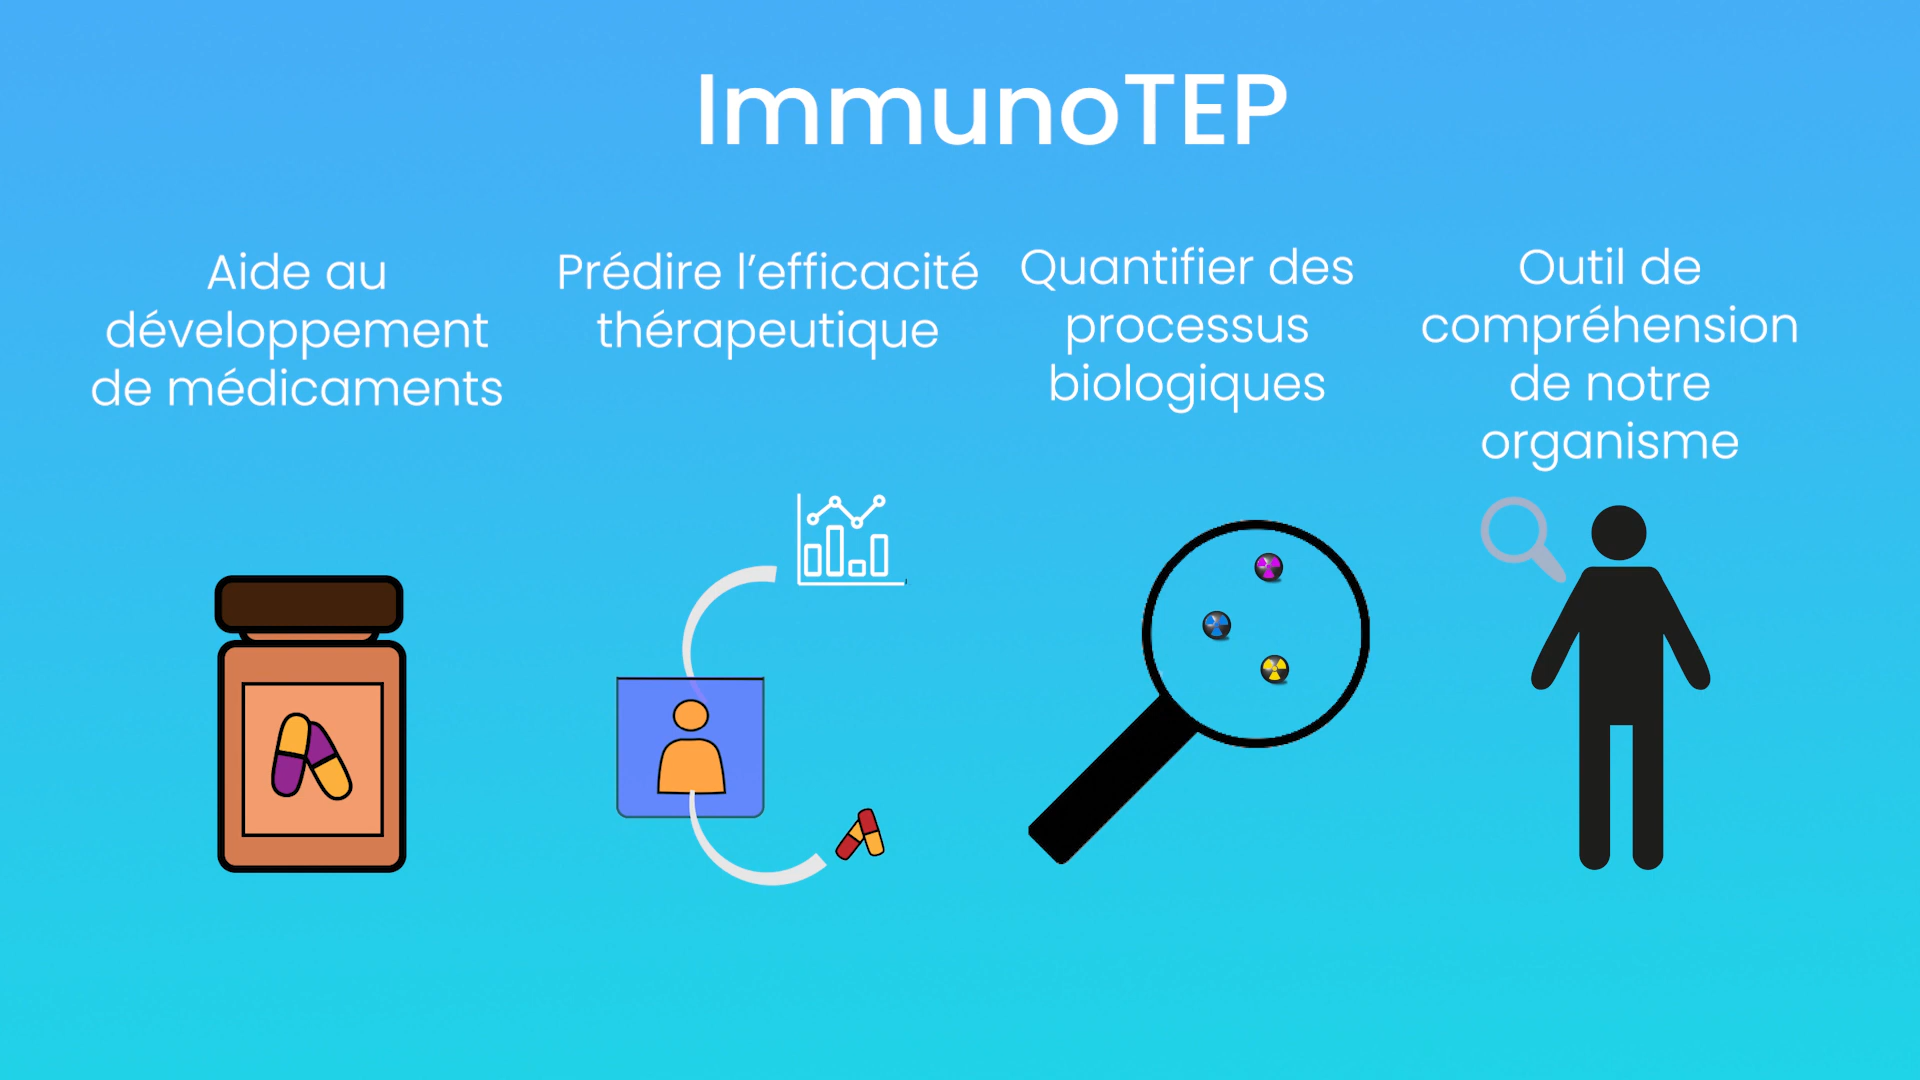 ImmunoTEP
Aide au
développement
de médicaments
Prédire l’efficacité
thérapeutique
Quantifier des
processus
biologiques
Outil de
compréhension
de notre
organisme